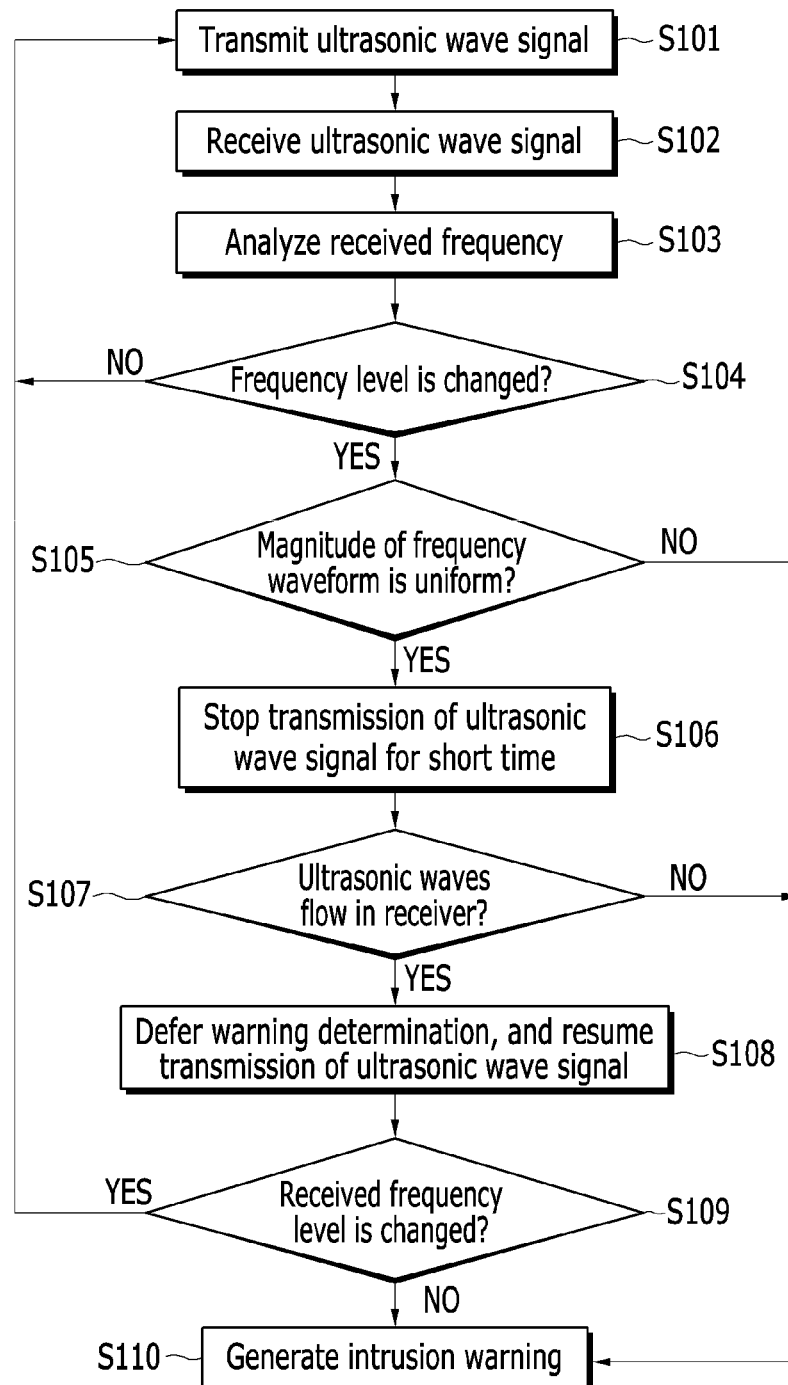 Transmit ultrasonic wave signal
S101
Receive ultrasonic wave signal
S102
Analyze received frequency
S103
NO
Frequency level is changed?
S104
YES
S105
Magnitude of frequency
waveform is uniform?
NO
YES
Stop transmission of ultrasonic
wave signal for short time
S106
S107
Ultrasonic waves
flow in receiver?
NO
YES
Defer warning determination, and resume
transmission of ultrasonic wave signal
S108
YES
Received frequency
level is changed?
S109
NO
S110
Generate intrusion warning